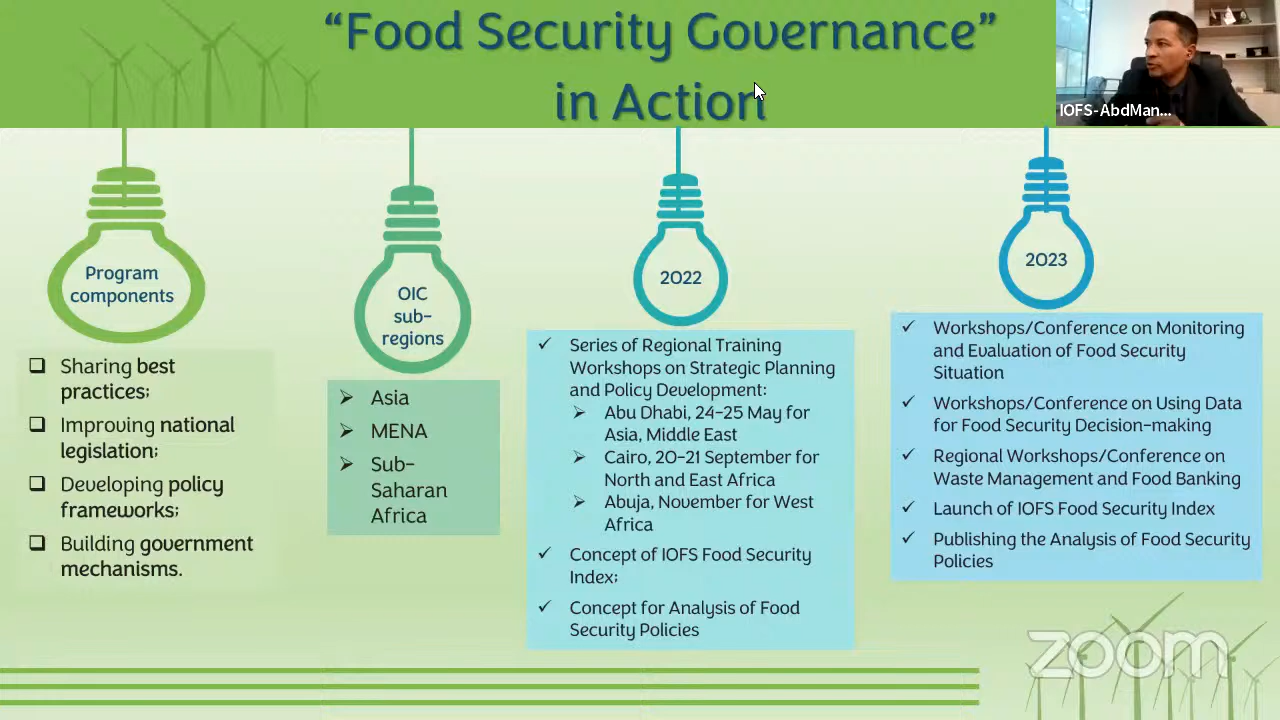 “Food Security Governance”
in Action
IOFS-AbdMan...
Program
components
❑ Sharing best
practices;
❑ Improving national
legislation;
❑ Developing policy
frameworks;
❑ Building government
mechanisms.
OIC
sub-
regions
➢ Asia
➢ MENA
➢ Sub-
Saharan
Africa
2022
✓ Series of Regional Training
Workshops on Strategic Planning
and Policy Development:
➢ Abu Dhabi, 24-25 May for
Asia, Middle East
➢ Cairo, 20-21 September for
North and East Africa
➢ Abuja, November for West
Africa
✓ Concept of IOFS Food Security
Index;
✓ Concept for Analysis of Food
Security Policies
2023
✓ Workshops/Conference on Monitoring
and Evaluation of Food Security
Situation
✓ Workshops/Conference on Using Data
for Food Security Decision-making
✓ Regional Workshops/Conference on
Waste Management and Food Banking
✓ Launch of IOFS Food Security Index
✓ Publishing the Analysis of Food Security
Policies
zoom